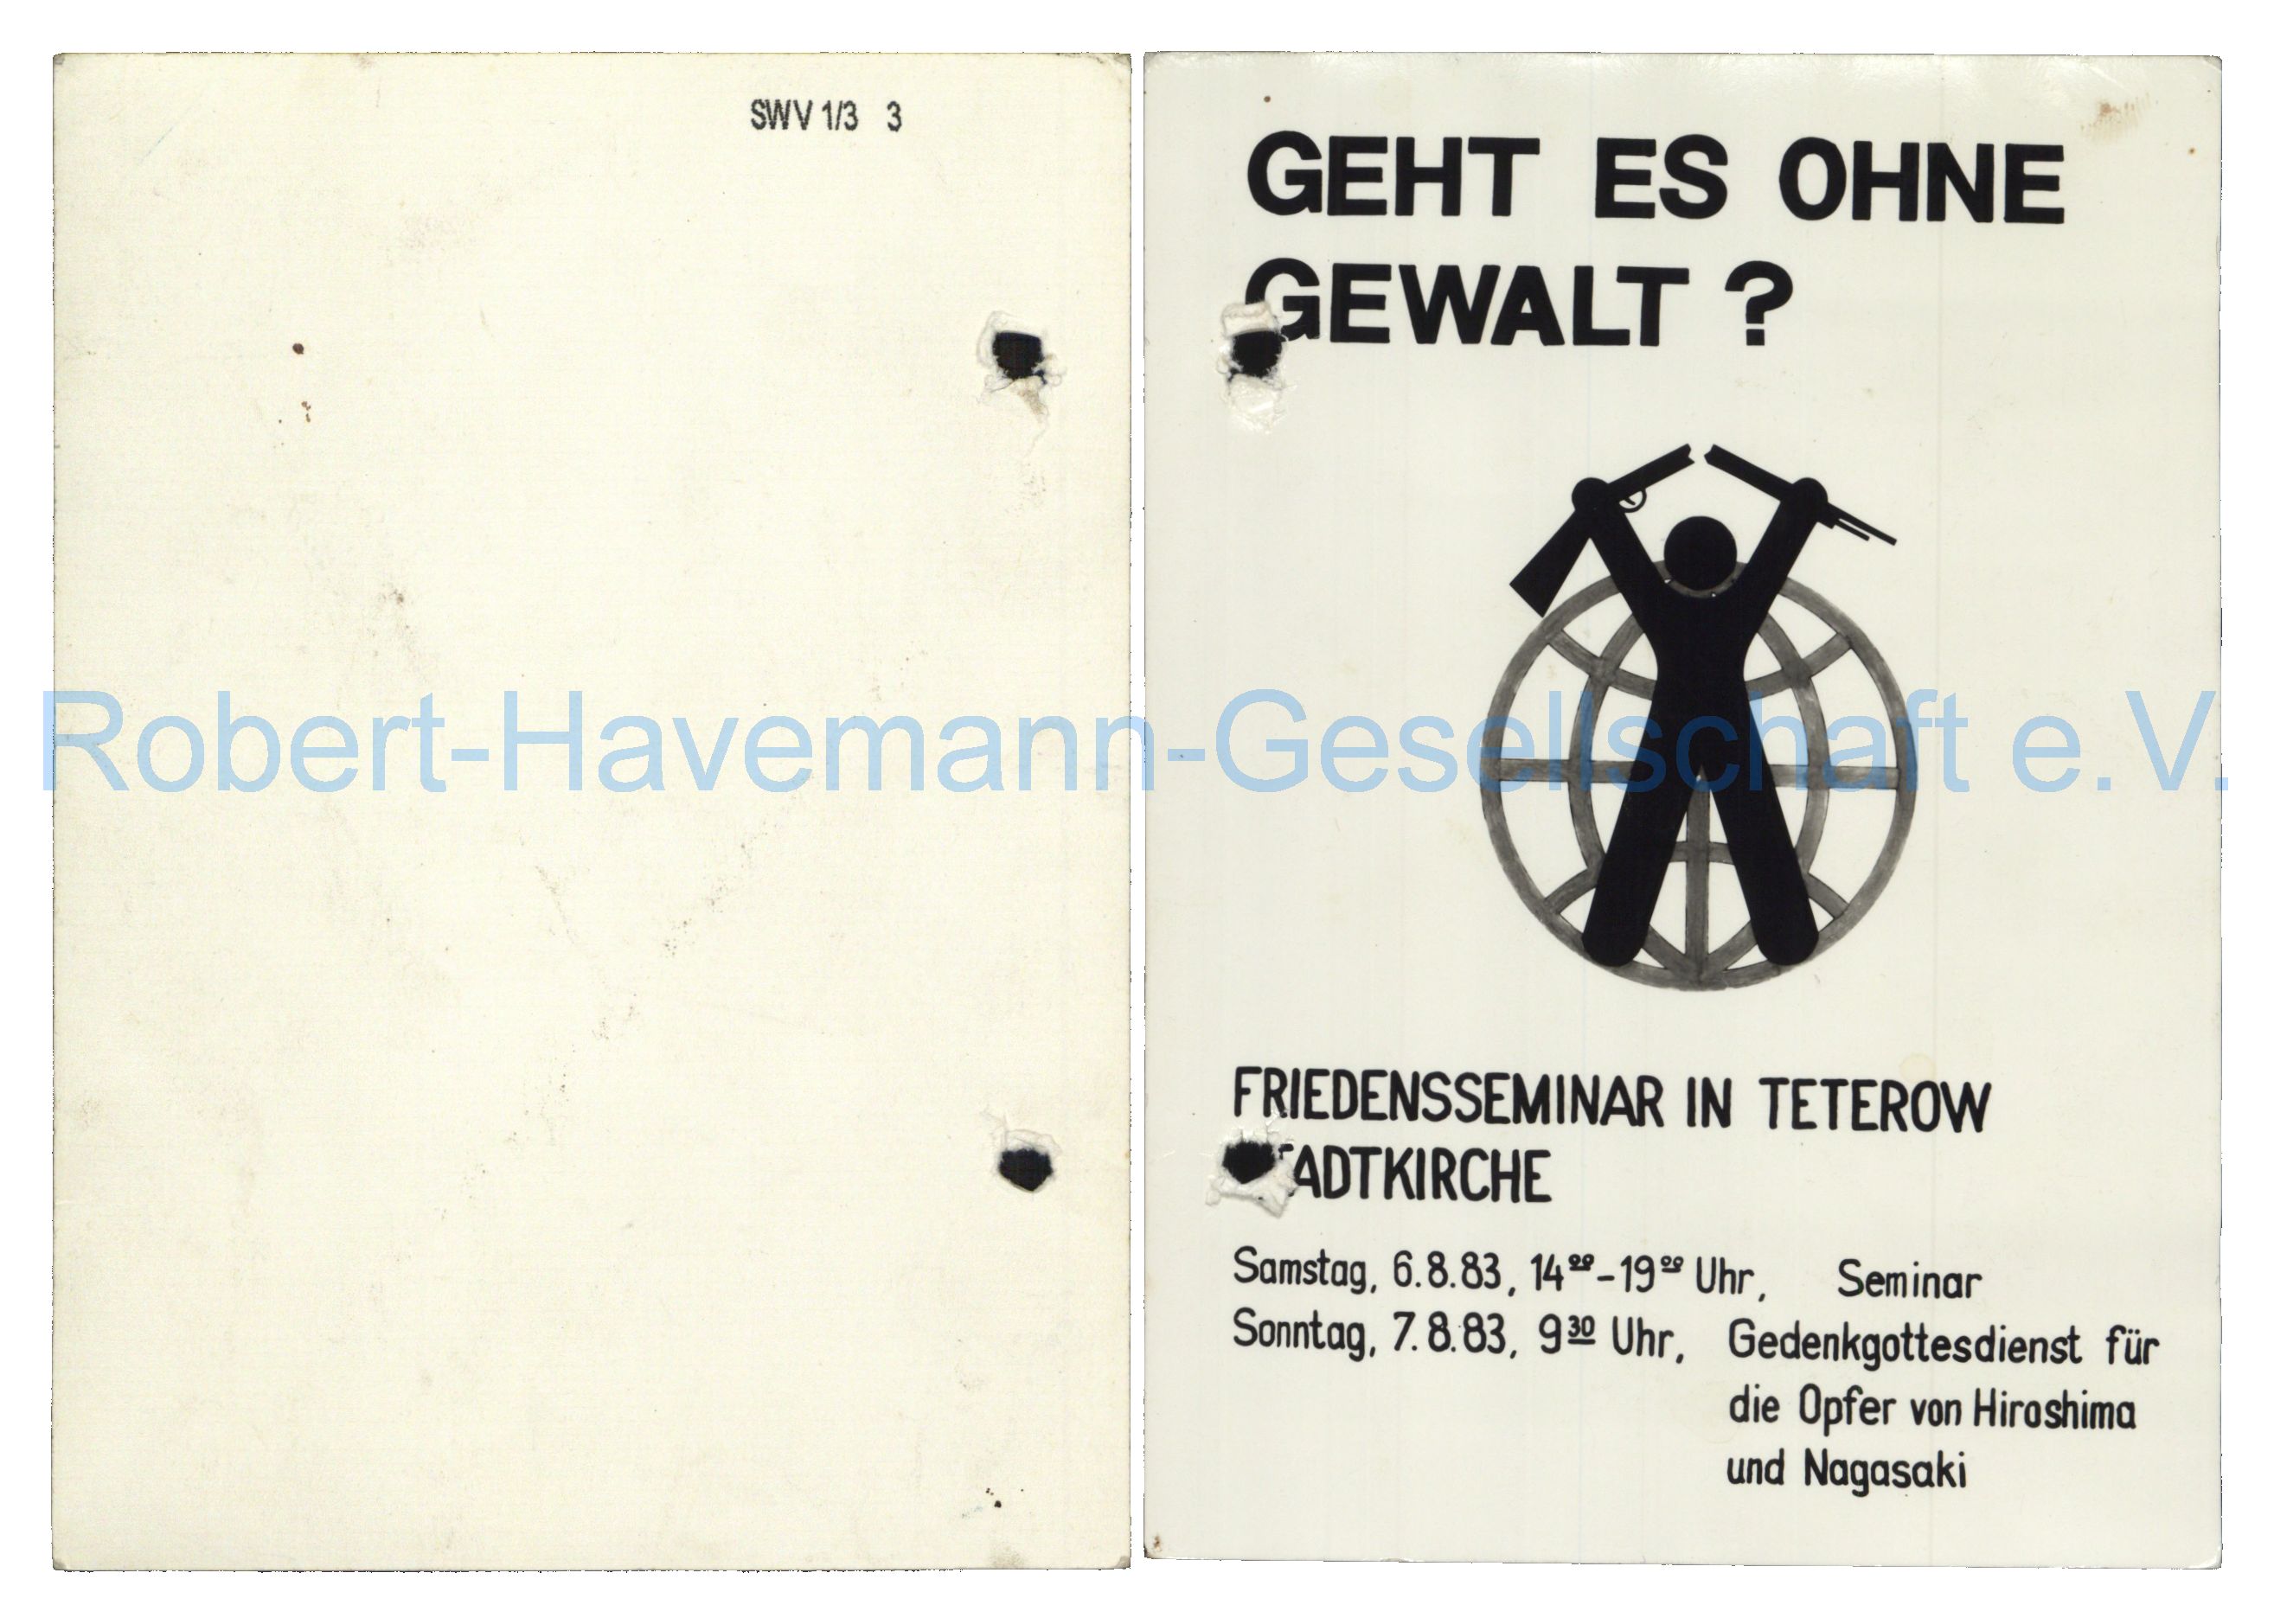 SWV 1/3 3
GEHT ES OHNE
GEWALT ?
Robert-Havemann-Gesellschaft e.V.
FRIEDENSSEMINAR IN TETEROW
STADTKIRCHE
Samstag, 6.8.83, 14⁰⁰-19⁰⁰ Uhr, Seminar
Sonntag, 7.8.83, 9³⁰ Uhr, Gedenkgottesdienst für
die Opfer von Hiroshima
und Nagasaki